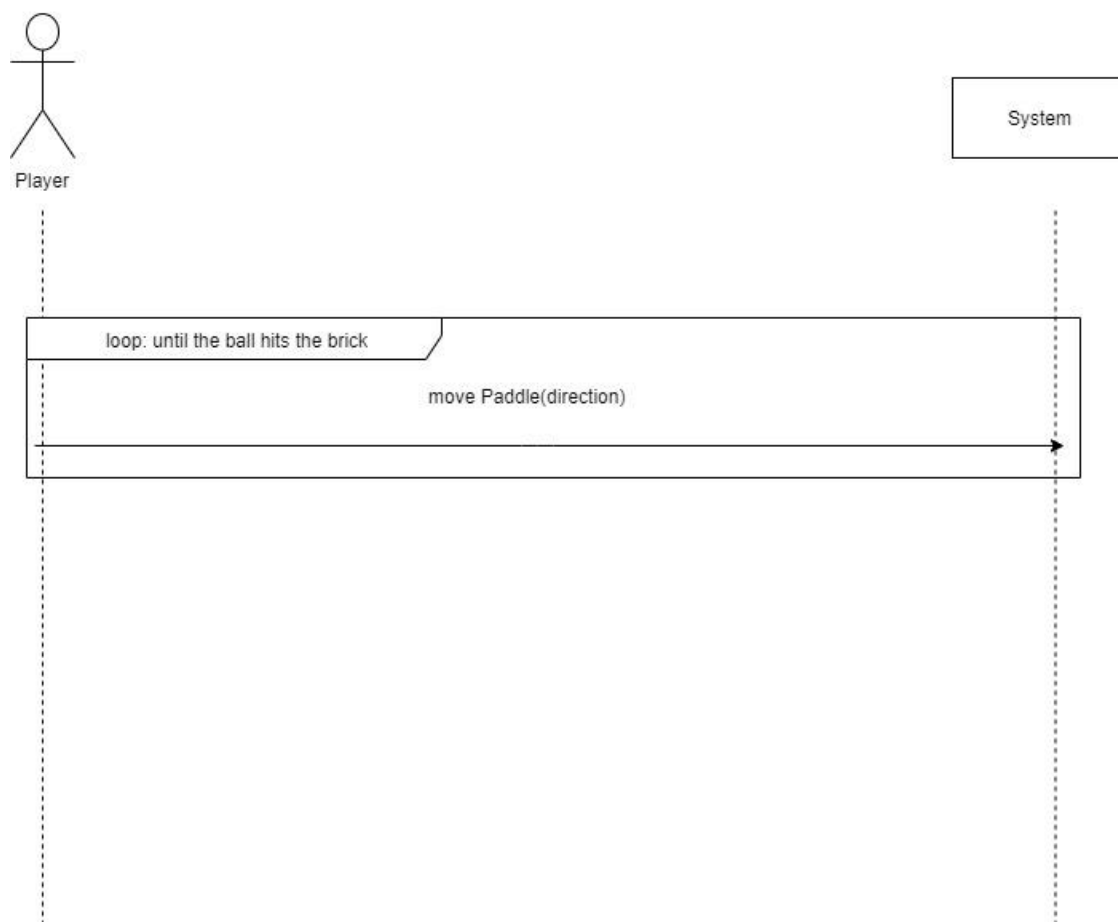 System
Player
loop: until the ball hits the brick
move Paddle(direction)